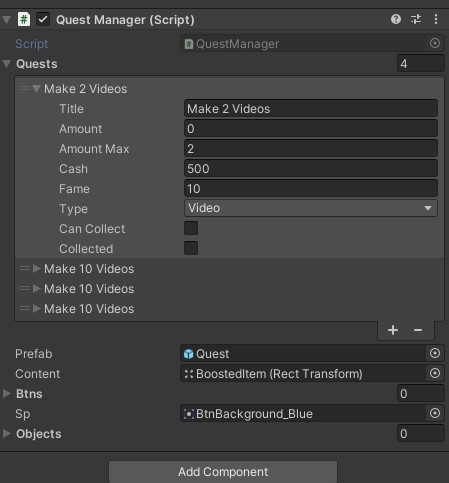 Quest Manager (Script)
Script QuestManager
Quests 4
Make 2 Videos
Title Make 2 Videos
Amount 0
Amount Max 2
Cash 500
Fame 10
Type Video
Can Collect
Collected
Make 10 Videos
Make 10 Videos
Make 10 Videos
Prefab Quest
Content BoostedItem (Rect Transform)
Btns 0
Sp BtnBackground_Blue
Objects 0
Add Component